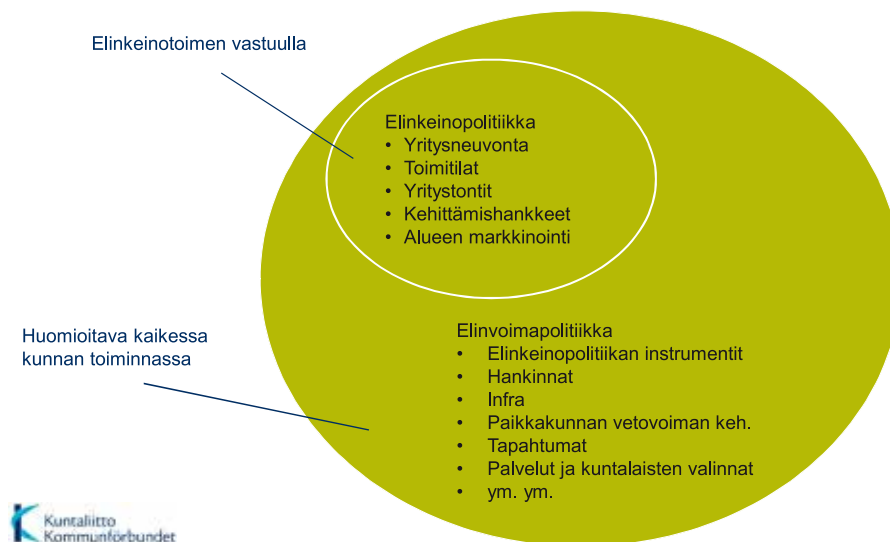 Elinkeinotoimen vastuulla
Elinkeinopolitiikka
• Yritysneuvonta
• Toimitilat
• Yritystontit
• Kehittämishankkeet
• Alueen markkinointi
Huomioitava kaikessa
kunnan toiminnassa
Elinvoimapolitiikka
• Elinkeinopolitiikan instrumentit
• Hankinnat
• Infra
• Paikkakunnan vetovoiman keh.
• Tapahtumat
• Palvelut ja kuntalaisten valinnat
• ym. ym.
Kuntaliitto
Kommunförbundet